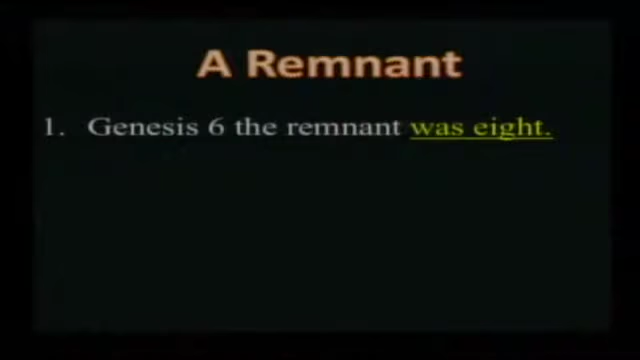 A Remnant
1. Genesis 6 the remnant was eight.